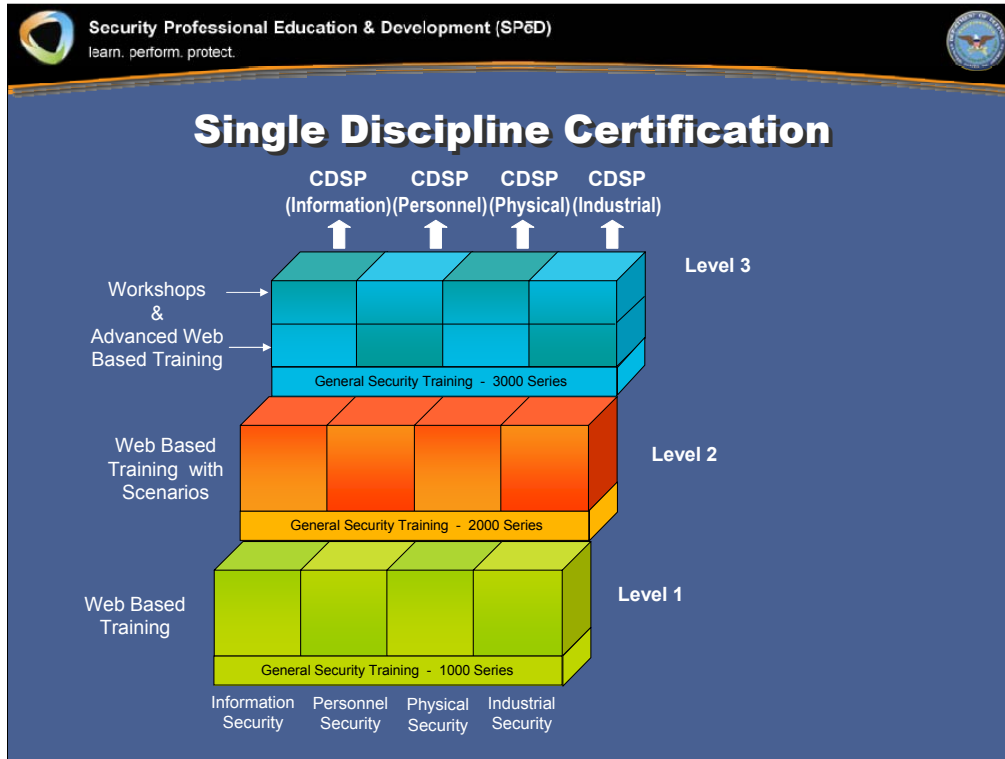 Security Professional Education & Development (SPēD)
learn. perform. protect.
Single Discipline Certification
CDSP CDSP CDSP CDSP
(Information) (Personnel) (Physical) (Industrial)
Level 3
Workshops
&
Advanced Web
Based Training
General Security Training - 3000 Series
Web Based
Training with
Scenarios
Level 2
General Security Training - 2000 Series
Web Based
Training
Level 1
General Security Training - 1000 Series
Information Personnel Physical Industrial
Security Security Security Security